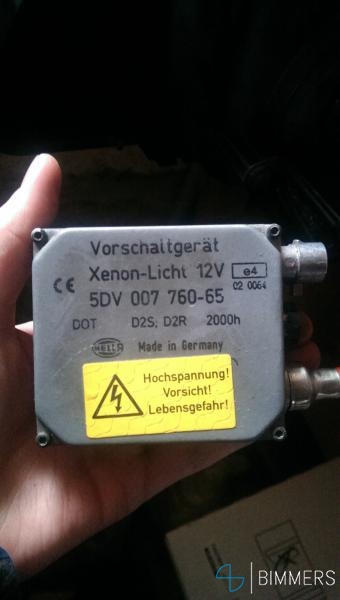 Vorschaltgerät
Xenon-Licht 12V
e4
CE
5DV 007 760-65
02 0064
DOT D2S, D2R 2000h
HELLA Made in Germany
Hochspannung!
Vorsicht!
Lebensgefahr!
BIMMERS